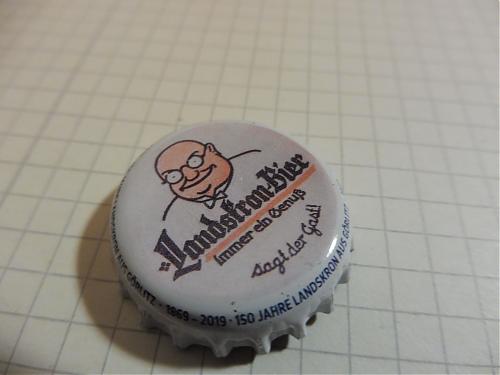 „Landskron-Bier
immer ein Genuß
sagt der Gast!
AUS GÖRLITZ · 1869 - 2019 · 150 JAHRE LANDSKRON AUS GÖRLITZ